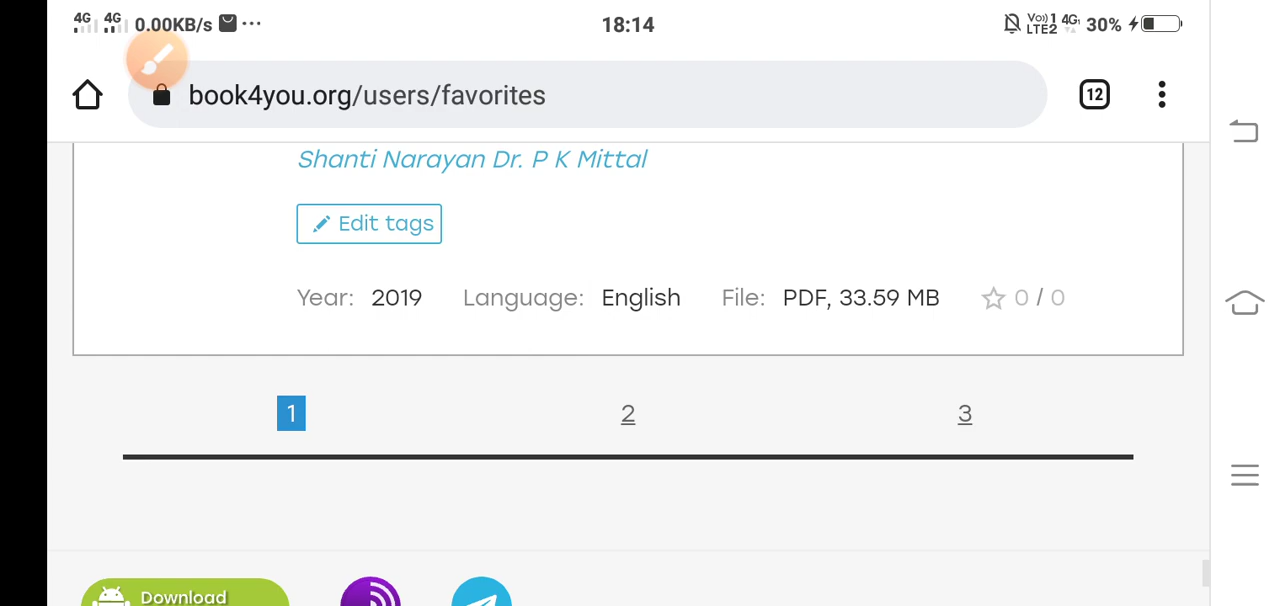 4G 4G 0.00KB/s ··· 18:14 Vo)) 1 LTE2 4G 30%
book4you.org/users/favorites 12
Shanti Narayan Dr. P K Mittal
Edit tags
Year: 2019 Language: English File: PDF, 33.59 MB 0 / 0
1 2 3
Download